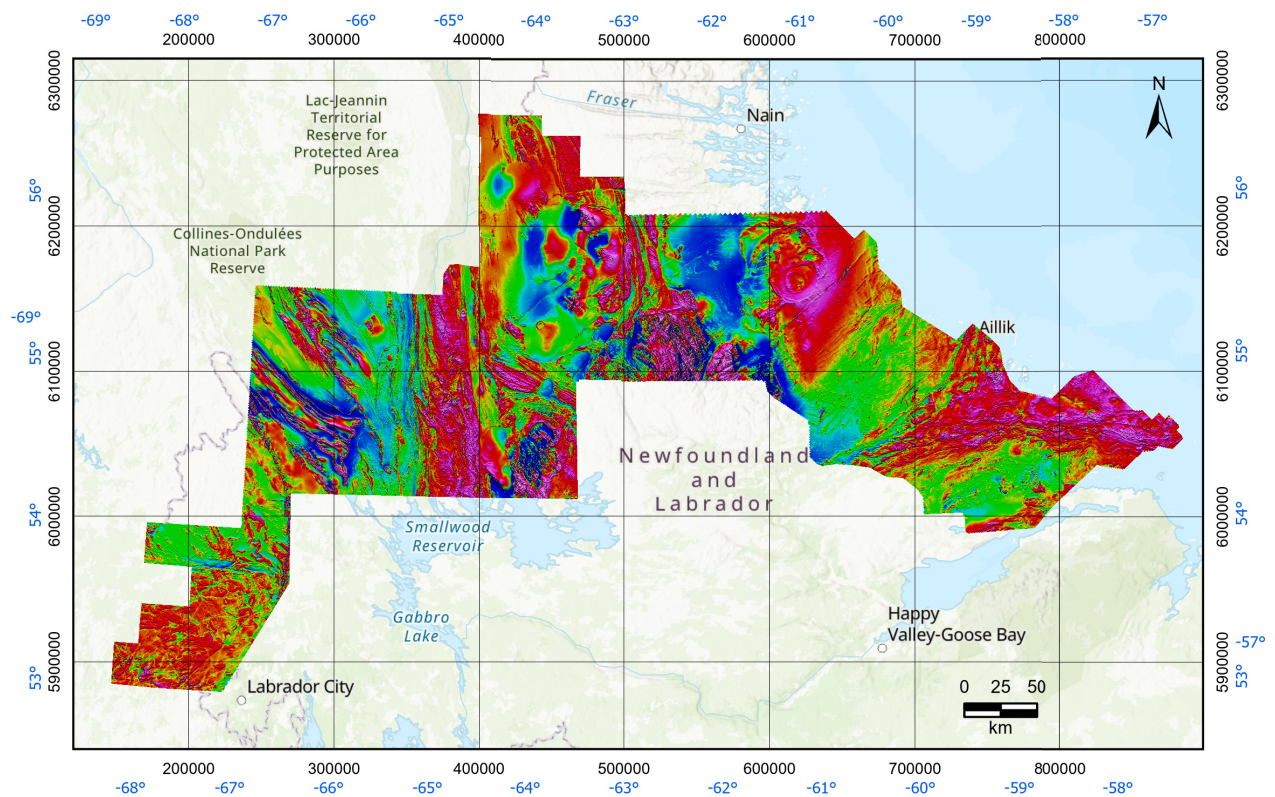 -69° -68° -67° -66° -65° -64° -63° -62° -61° -60° -59° -58° -57°
200000 300000 400000 500000 600000 700000 800000
6300000 6300000
N
Fraser
Nain
Lac-Jeannin
Territorial
Reserve for
Protected Area
Purposes
56° 56°
6200000 6200000
Collines-Ondulées
National Park
Reserve
-69°
Aillik
55° 55°
6100000 6100000
Newfoundland
and
Labrador
54° 54°
6000000 6000000
Smallwood
Reservoir
Gabbro
Lake
Happy
Valley-Goose Bay
-57°
5900000 5900000
53° 53°
Labrador City
0 25 50
km
200000 300000 400000 500000 600000 700000 800000
-68° -67° -66° -65° -64° -63° -62° -61° -60° -59° -58°